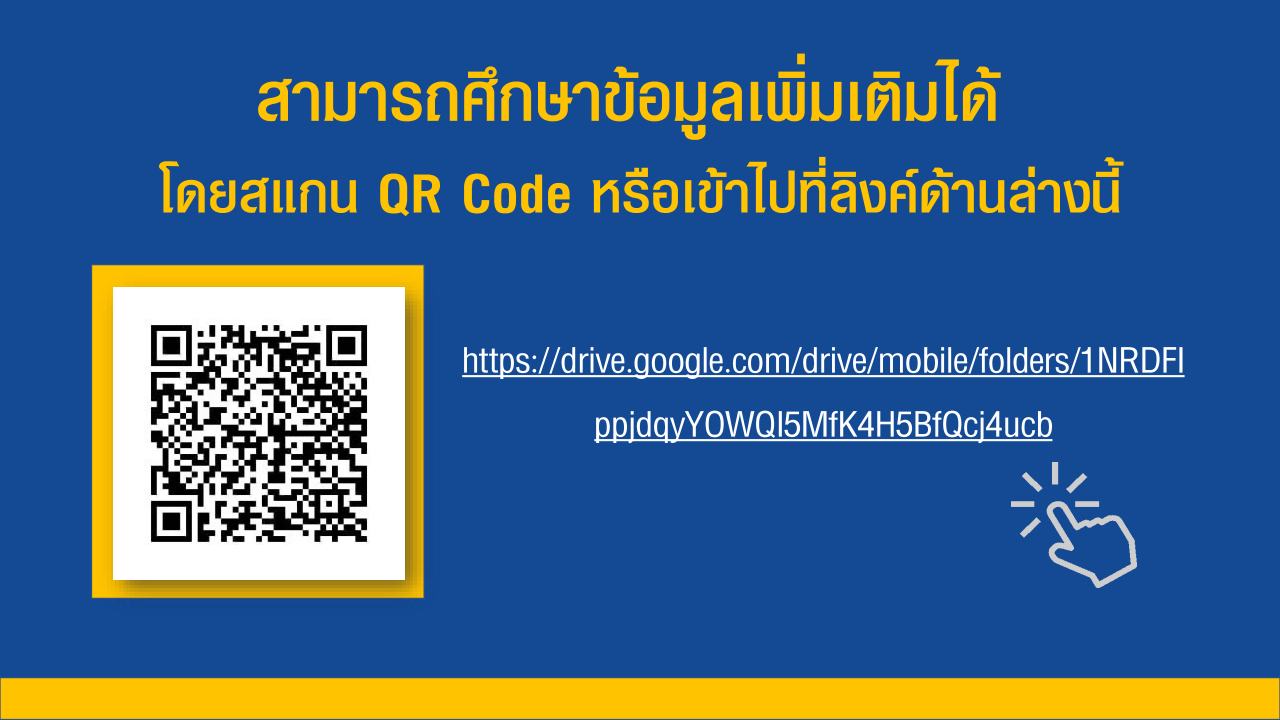 สามารถศึกษาข้อมูลเพิ่มเติมได้
โดยสแกน QR Code หรือเข้าไปที่ลิงค์ด้านล่างนี้
https://drive.google.com/drive/mobile/folders/1NRDFI
ppjdqyYOWQI5MfK4H5BfQcj4ucb